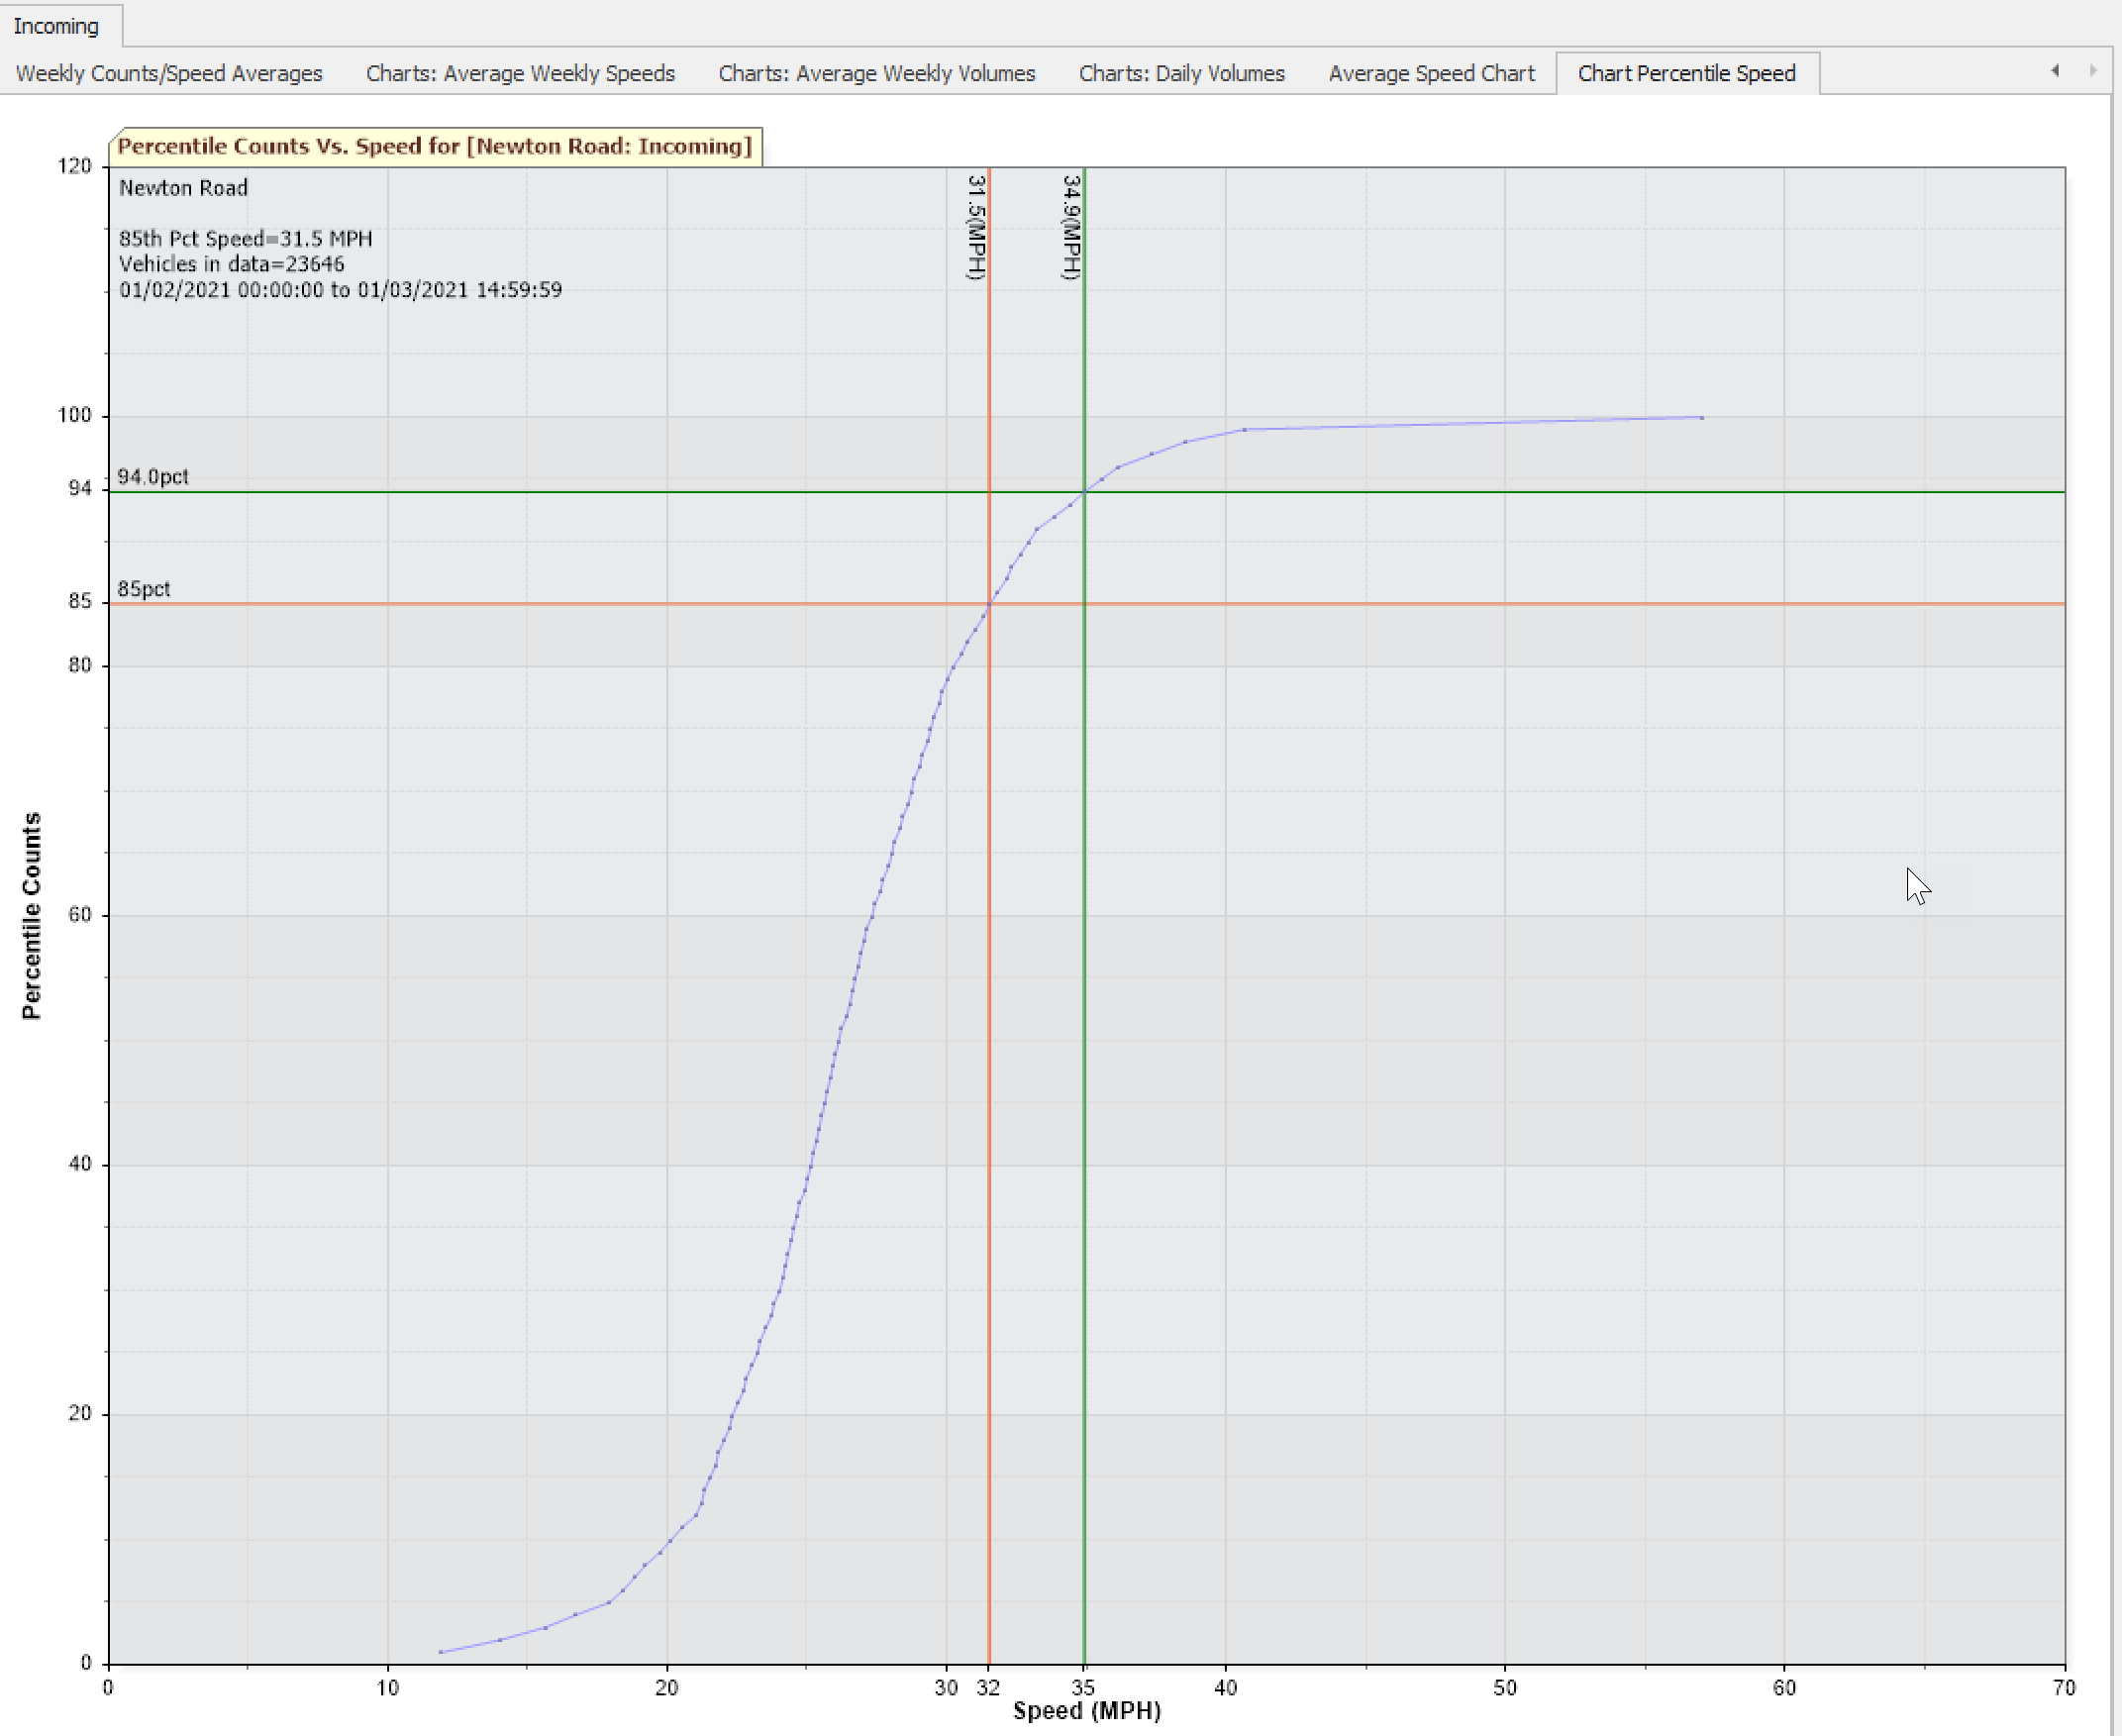 Incoming
Weekly Counts/Speed Averages Charts: Average Weekly Speeds Charts: Average Weekly Volumes Charts: Daily Volumes Average Speed Chart Chart Percentile Speed
Percentile Counts Vs. Speed for [Newton Road: Incoming]
Newton Road
85th Pct Speed=31.5 MPH
Vehicles in data=23646
01/02/2021 00:00:00 to 01/03/2021 14:59:59
31.5(MPH)
34.9(MPH)
120
100
94.0pct
94
85pct
85
80
60
40
20
0
Percentile Counts
0 10 20 30 32 35 40 50 60 70
Speed (MPH)